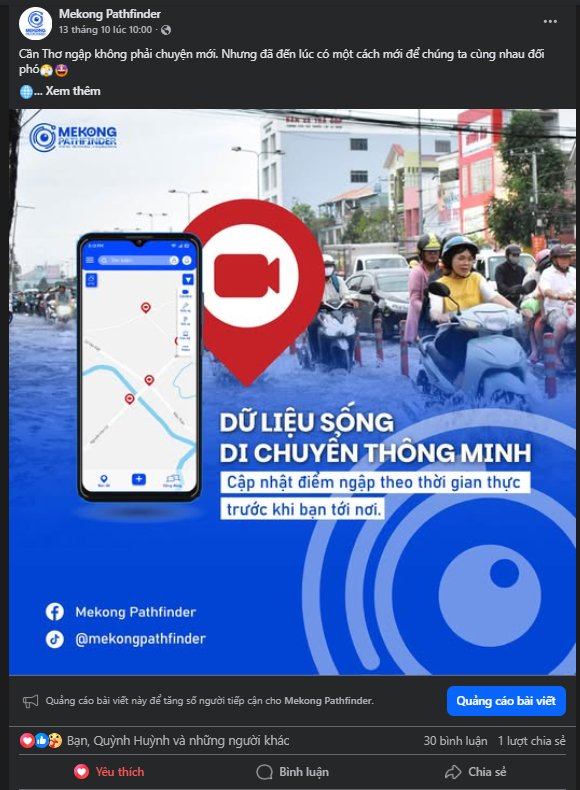 Mekong Pathfinder
13 tháng 10 lúc 10:00
Cần Thơ ngập không phải chuyện mới. Nhưng đã đến lúc có một cách mới để chúng ta cùng nhau đối
phó
... Xem thêm
MEKONG
PATHFINDER
DỮ LIỆU SỐNG
DI CHUYỂN THÔNG MINH
Cập nhật điểm ngập theo thời gian thực
trước khi bạn tới nơi.
Mekong Pathfinder
@mekongpathfinder
Quảng cáo bài viết này để tăng số người tiếp cận cho Mekong Pathfinder.
Quảng cáo bài viết
Bạn, Quỳnh Huỳnh và những người khác
30 bình luận 1 lượt chia sẻ
Yêu thích
Bình luận
Chia sẻ